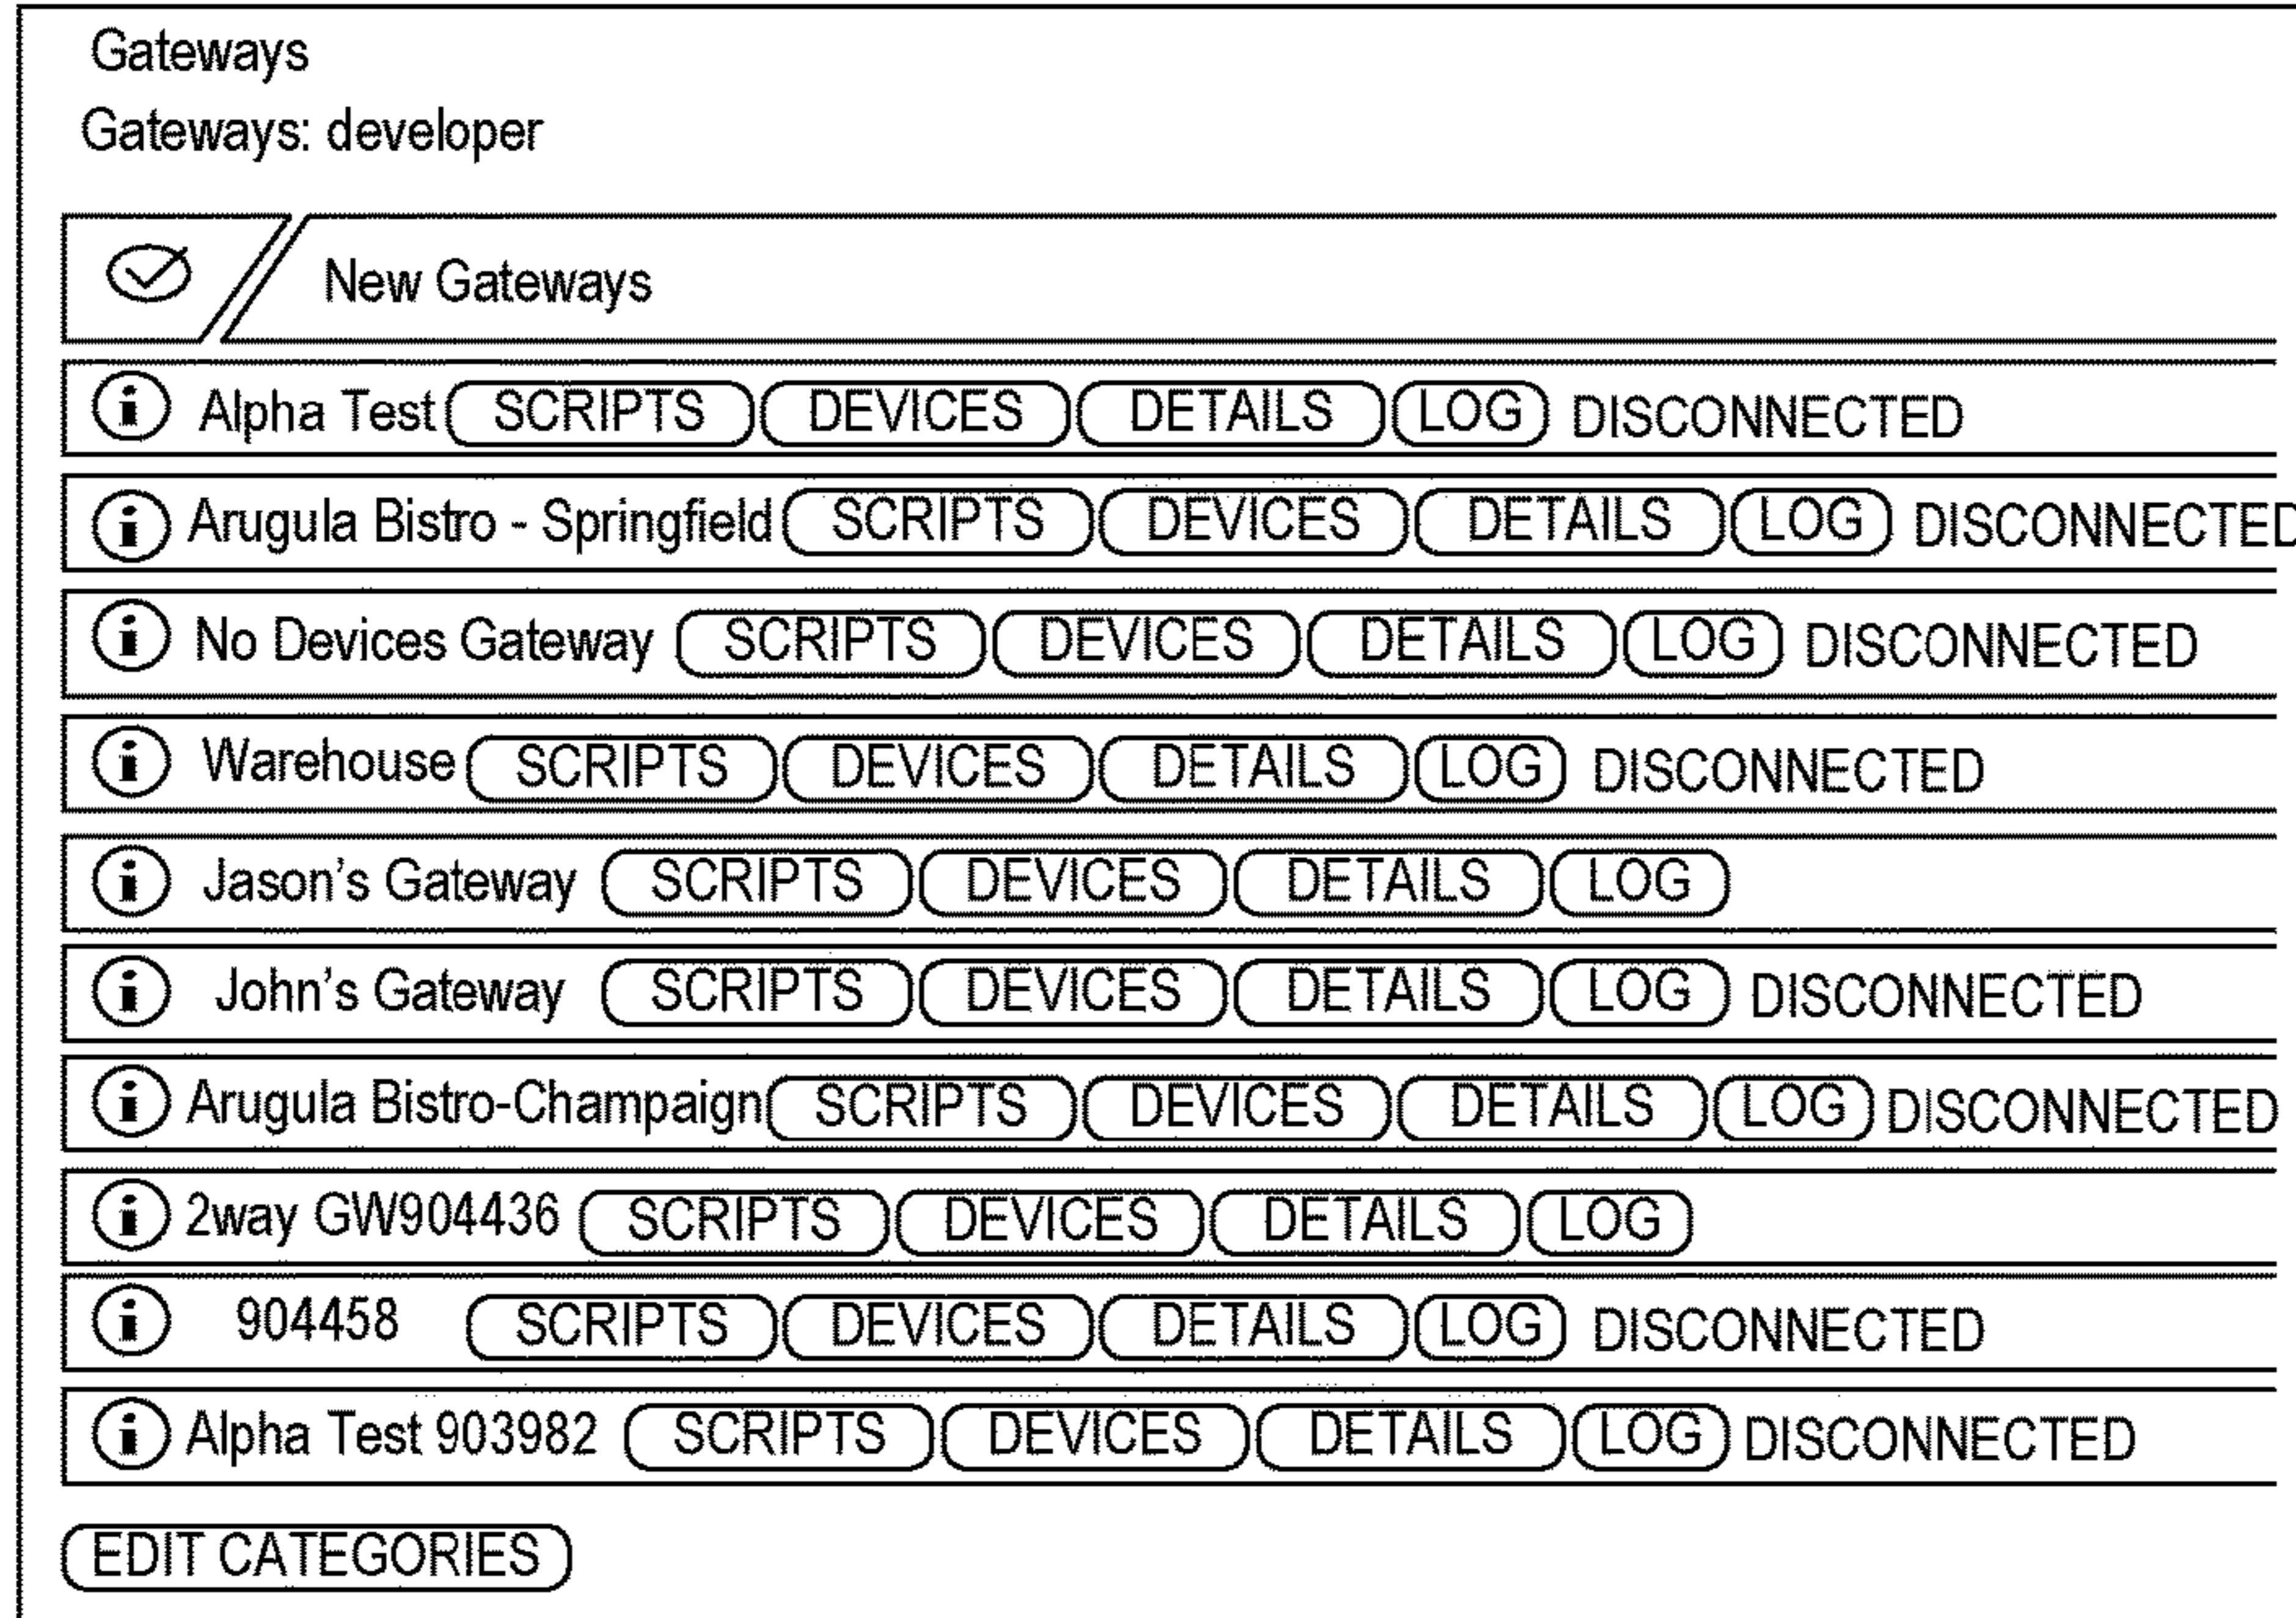 Gateways
Gateways: developer
New Gateways
i Alpha Test SCRIPTS DEVICES DETAILS LOG DISCONNECTED
i Arugula Bistro - Springfield SCRIPTS DEVICES DETAILS LOG DISCONNECTED
i No Devices Gateway SCRIPTS DEVICES DETAILS LOG DISCONNECTED
i Warehouse SCRIPTS DEVICES DETAILS LOG DISCONNECTED
i Jason's Gateway SCRIPTS DEVICES DETAILS LOG
i John's Gateway SCRIPTS DEVICES DETAILS LOG DISCONNECTED
i Arugula Bistro-Champaign SCRIPTS DEVICES DETAILS LOG DISCONNECTED
i 2way GW904436 SCRIPTS DEVICES DETAILS LOG
i 904458 SCRIPTS DEVICES DETAILS LOG DISCONNECTED
i Alpha Test 903982 SCRIPTS DEVICES DETAILS LOG DISCONNECTED
EDIT CATEGORIES